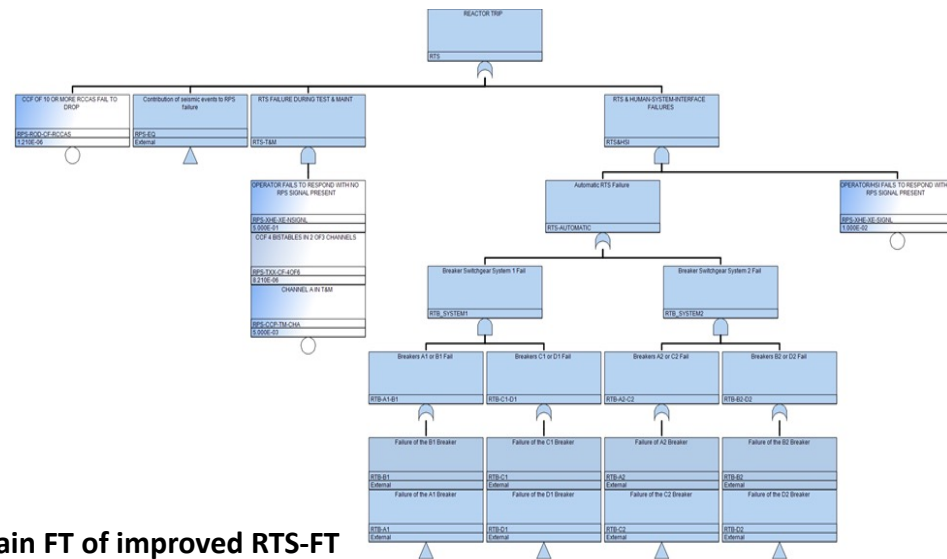 REACTOR TRIP
RTS
CCF OF 10 OR MORE RCCAS FAIL TO
DROP
RPS-ROD-CF-RCCAS
1.210E-06
Contribution of seismic events to RPS
failure
RPS-EQ
External
RTS FAILURE DURING TEST & MAINT
RTS-T&M
RTS & HUMAN-SYSTEM-INTERFACE
FAILURES
RTS&HSI
OPERATOR FAILS TO RESPOND WITH NO
RPS SIGNAL PRESENT
RPS-XHE-XE-NSIGNL
5.000E-01
CCF 4 BISTABLES IN 2 OF3 CHANNELS
RPS-TXX-CF-4OF6
8.210E-06
CHANNEL A IN T&M
RPS-CCP-TM-CHA
5.000E-03
Automatic RTS Failure
RTS-AUTOMATIC
OPERATOR/HSI FAILS TO RESPOND WITH
RPS SIGNAL PRESENT
RPS-XHE-XE-SIGNL
1.000E-02
Breaker Switchgear System 1 Fail
RTB_SYSTEM1
Breaker Switchgear System 2 Fail
RTB_SYSTEM2
Breakers A1 or B1 Fail
RTB-A1-B1
Breakers C1 or D1 Fail
RTB-C1-D1
Breakers A2 or C2 Fail
RTB-A2-C2
Breakers B2 or D2 Fail
RTB-B2-D2
Failure of the B1 Breaker
RTB-B1
External
Failure of the C1 Breaker
RTB-C1
External
Failure of A2 Breaker
RTB-A2
External
Failure of the B2 Breaker
RTB-B2
External
Failure of the A1 Breaker
RTB-A1
External
Failure of the D1 Breaker
RTB-D1
External
Failure of the C2 Breaker
RTB-C2
External
Failure of the D2 Breaker
RTB-D2
External
ain FT of improved RTS-FT